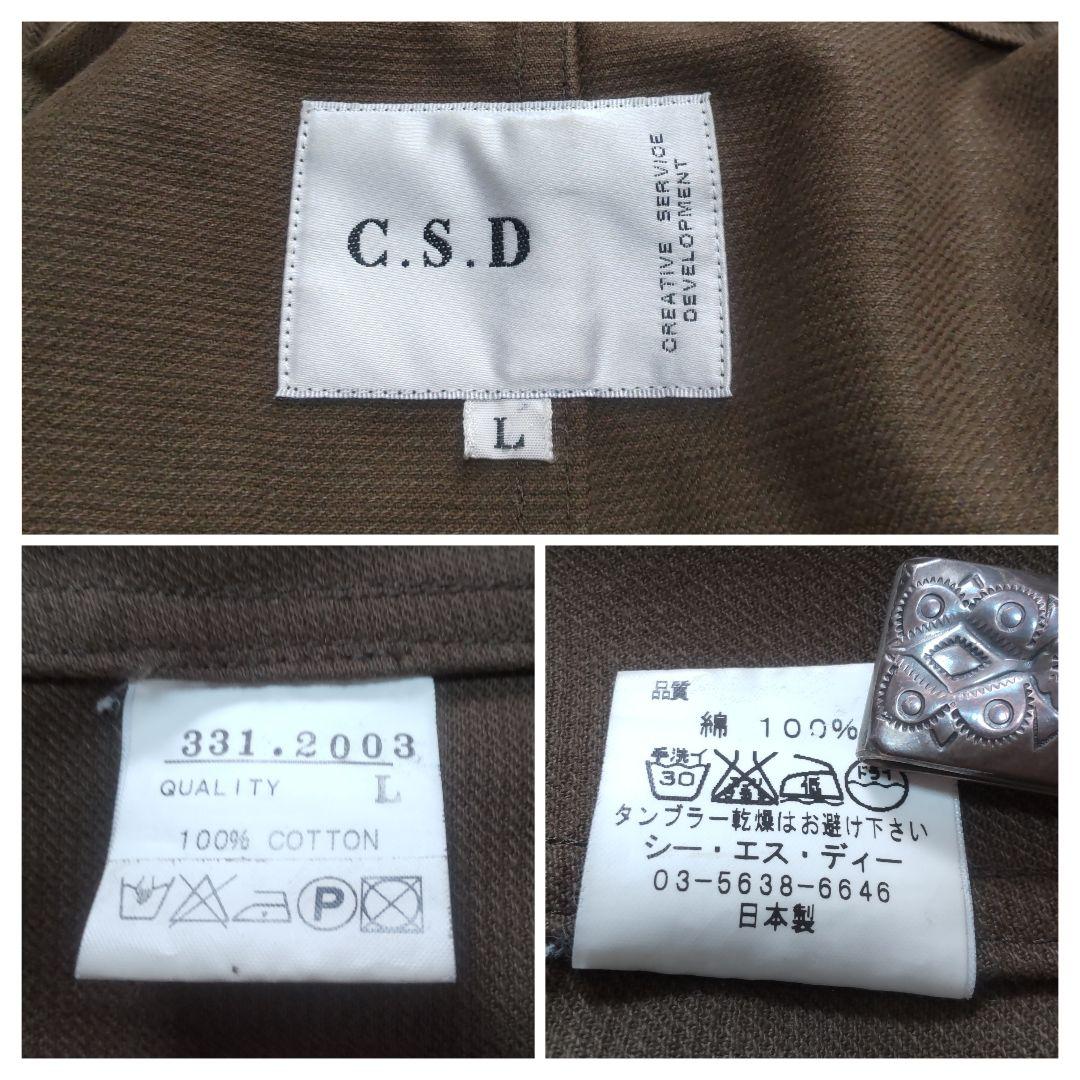 C.S.D
CREATIVE SERVICE
DEVELOPMENT
L
331.2003
QUALITY L
100% COTTON
P
品質
綿 100%
手洗イ
30
低
ドライ
タンブラー乾燥はお避け下さい
シー・エス・ディー
03-5638-6646
日本製